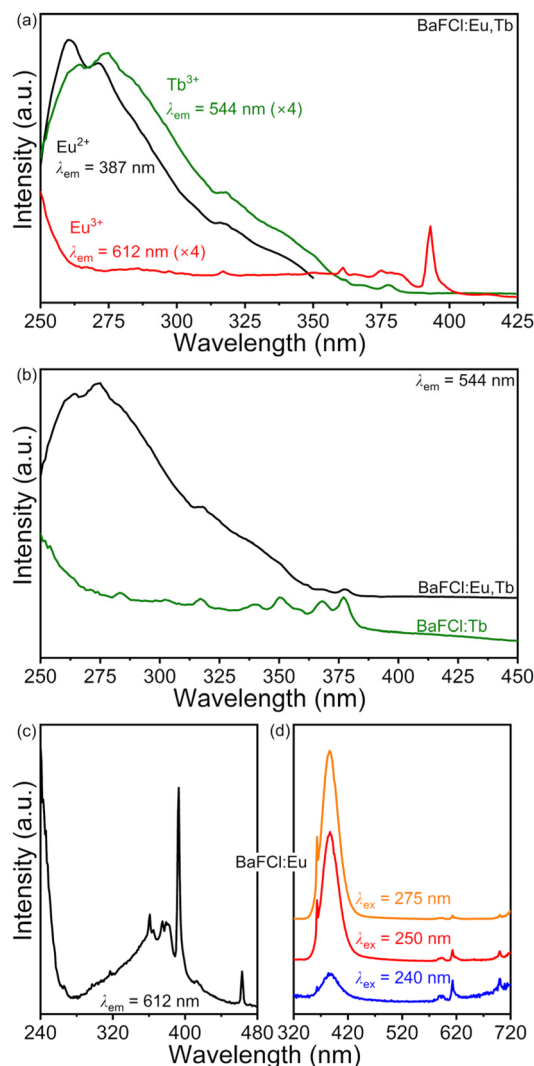 (a)
BaFCl:Eu,Tb
Tb³⁺
λem = 544 nm (×4)
Eu²⁺
λem = 387 nm
Eu³⁺
λem = 612 nm (×4)
Intensity (a.u.)
250 275 300 325 350 375 400 425
Wavelength (nm)
(b)
λem = 544 nm
BaFCl:Eu,Tb
BaFCl:Tb
Intensity (a.u.)
250 275 300 325 350 375 400 425 450
Wavelength (nm)
(c)
(d)
BaFCl:Eu
λex = 275 nm
λex = 250 nm
λex = 240 nm
λem = 612 nm
Intensity (a.u.)
240 320 400 480
320 420 520 620 720
Wavelength (nm)